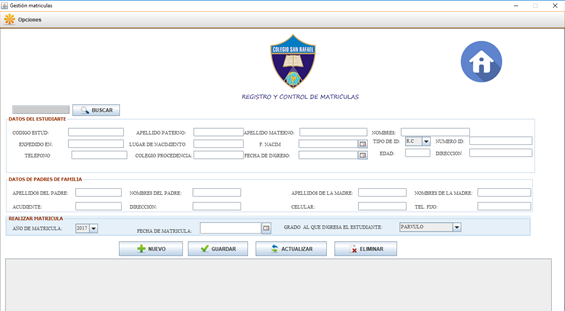 Gestión matriculas
Opciones
COLEGIO SAN RAFAEL
REGISTRO Y CONTROL DE MATRICULAS
BUSCAR
DATOS DEL ESTUDIANTE
CODIGO ESTUD: APELLIDO PATERNO: APELLIDO MATERNO: NOMBRES:
EXPEDIDO EN: LUGAR DE NACIMIENTO F. NACIM TIPO DE ID: R.C NUMERO ID:
TELEFONO COLEGIO PROCEDENCIA: FECHA DE INGRESO: EDAD: DIRECCION
DATOS DE PADRES DE FAMILIA
APELLIDOS DEL PADRE: NOMBRES DEL PADRE: APELLIDOS DE LA MADRE: NOMBRES DE LA MADRE:
ACUDIENTE: DIRECCION: CELULAR: TEL. FIJO:
REALIZAR MATRICULA
AÑO DE MATRICULA: 2017 FECHA DE MATRICULA: GRADO AL QUE INGRESA EL ESTUDIANTE: PARVULO
NUEVO GUARDAR ACTUALIZAR ELIMINAR